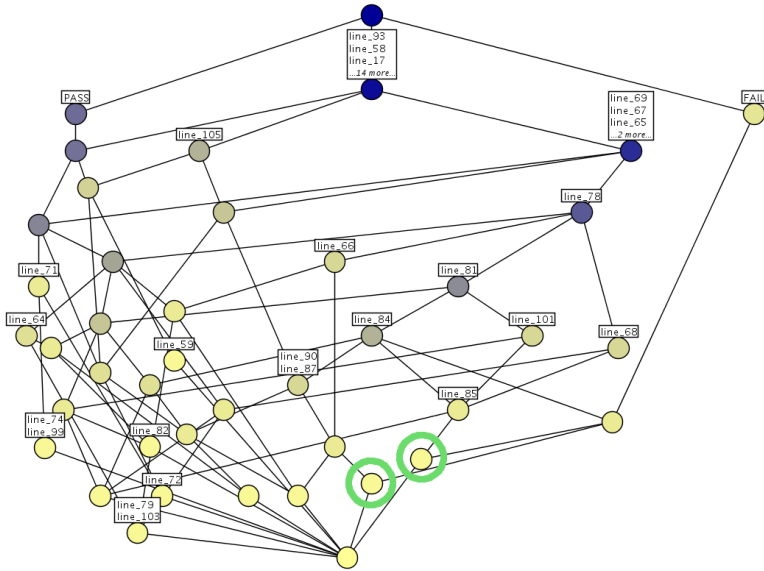 line_93
line_58
line_17
...14 more...
PASS
line_69
line_67
line_65
...2 more...
FAIL
line_105
line_78
line_66
line_71
line_81
line_64
line_84
line_101
line_68
line_59
line_90
line_87
line_85
line_74
line_99
line_82
line_72
line_79
line_103